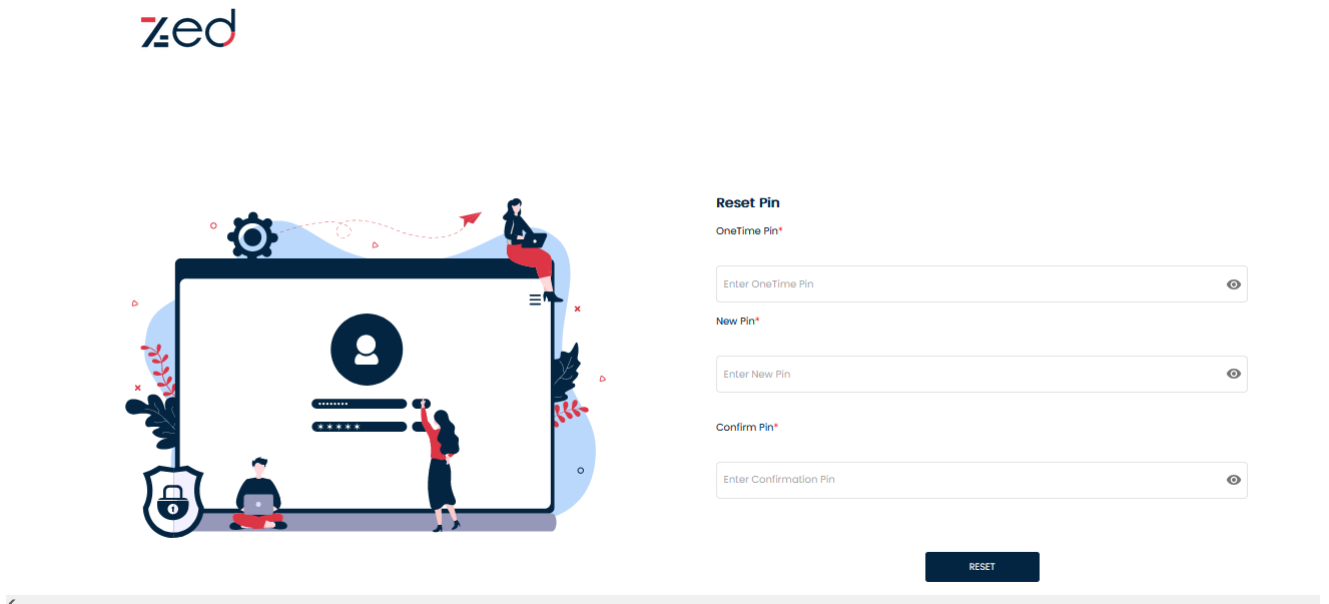 zed
Reset Pin
OneTime Pin*
Enter OneTime Pin
New Pin*
Enter New Pin
Confirm Pin*
Enter Confirmation Pin
RESET